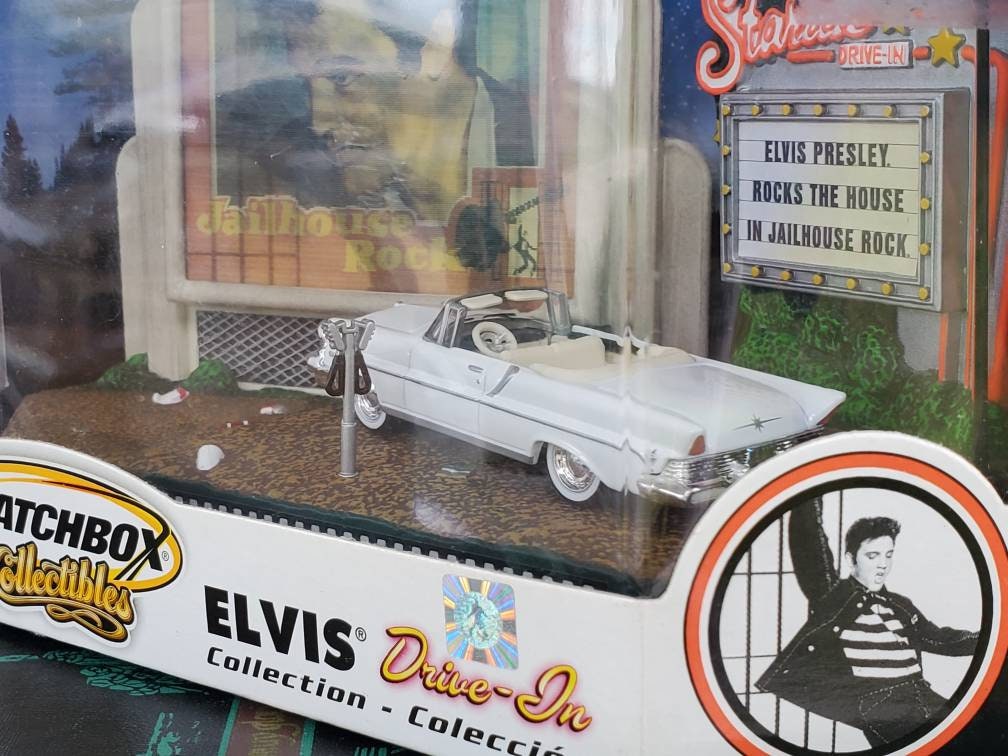 DRIVE-IN
ELVIS PRESLEY.
ROCKS THE HOUSE
IN JAILHOUSE ROCK.
Jailhouse
Rock
ATCHBOX®
Collectibles
ELVIS®
Drive-In
Collection - Colecció